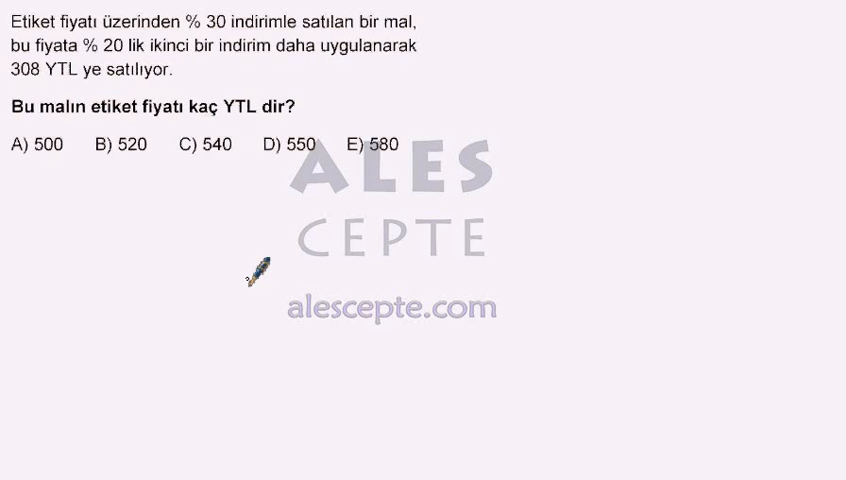 Etiket fiyatı üzerinden % 30 indirimle satılan bir mal,
bu fiyata % 20 lik ikinci bir indirim daha uygulanarak
308 YTL ye satılıyor.
Bu malın etiket fiyatı kaç YTL dir?
A) 500 B) 520 C) 540 D) 550 E) 580
ALES
CEPTE
alescepte.com